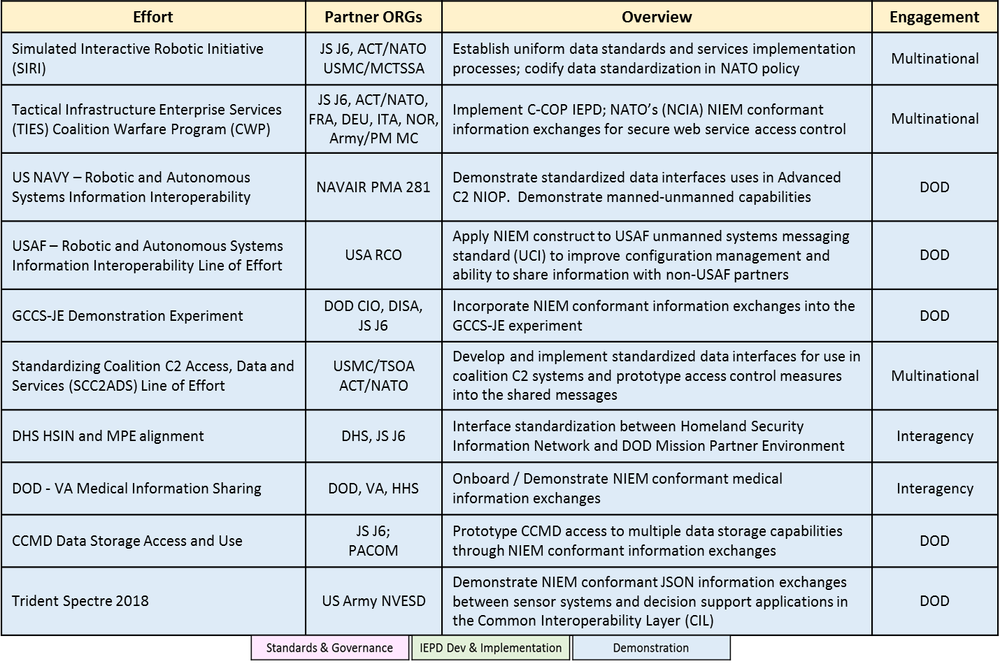 Effort
Partner ORGs
Overview
Engagement
Simulated Interactive Robotic Initiative
(SIRI)
JS J6, ACT/NATO
USMC/MCTSSA
Establish uniform data standards and services implementation
processes; codify data standardization in NATO policy
Multinational
Tactical Infrastructure Enterprise Services
(TIES) Coalition Warfare Program (CWP)
JS J6, ACT/NATO,
FRA, DEU, ITA, NOR,
Army/PM MC
Implement C-COP IEPD; NATO’s (NCIA) NIEM conformant
information exchanges for secure web service access control
Multinational
US NAVY – Robotic and Autonomous
Systems Information Interoperability
NAVAIR PMA 281
Demonstrate standardized data interfaces uses in Advanced
C2 NIOP.  Demonstrate manned-unmanned capabilities
DOD
USAF – Robotic and Autonomous Systems
Information Interoperability Line of Effort
USA RCO
Apply NIEM construct to USAF unmanned systems messaging
standard (UCI) to improve configuration management and
ability to share information with non-USAF partners
DOD
GCCS-JE Demonstration Experiment
DOD CIO, DISA,
JS J6
Incorporate NIEM conformant information exchanges into the
GCCS-JE experiment
DOD
Standardizing Coalition C2 Access, Data and
Services (SCC2ADS) Line of Effort
USMC/TSOA
ACT/NATO
Develop and implement standardized data interfaces for use in
coalition C2 systems and prototype access control measures
into the shared messages
Multinational
DHS HSIN and MPE alignment
DHS, JS J6
Interface standardization between Homeland Security
Information Network and DOD Mission Partner Environment
Interagency
DOD - VA Medical Information Sharing
DOD, VA, HHS
Onboard / Demonstrate NIEM conformant medical
information exchanges
Interagency
CCMD Data Storage Access and Use
JS J6;
PACOM
Prototype CCMD access to multiple data storage capabilities
through NIEM conformant information exchanges
DOD
Trident Spectre 2018
US Army NVESD
Demonstrate NIEM conformant JSON information exchanges
between sensor systems and decision support applications in
the Common Interoperability Layer (CIL)
DOD
Standards & Governance
IEPD Dev & Implementation
Demonstration